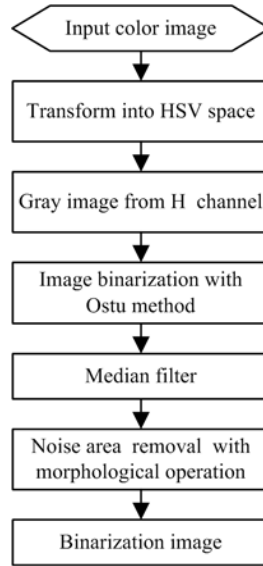 Input color image
Transform into HSV space
Gray image from H channel
Image binarization with
Ostu method
Median filter
Noise area removal with
morphological operation
Binarization image